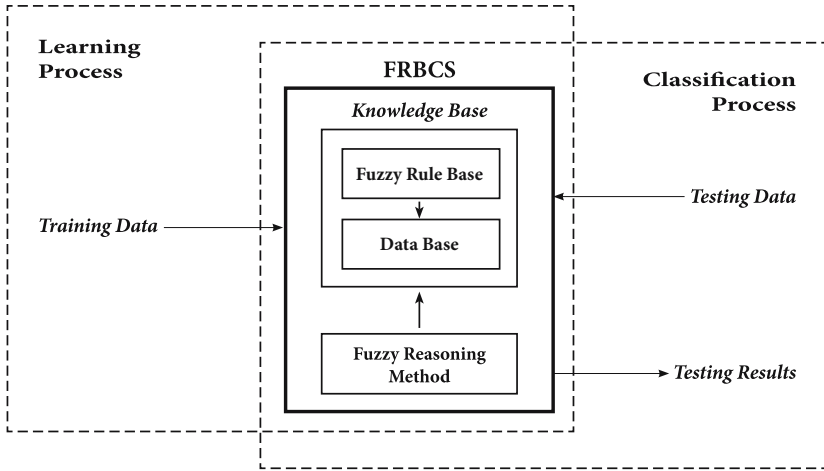 Learning
Process
FRBCS
Classification
Process
Knowledge Base
Fuzzy Rule Base
Testing Data
Training Data
Data Base
Fuzzy Reasoning
Method
Testing Results